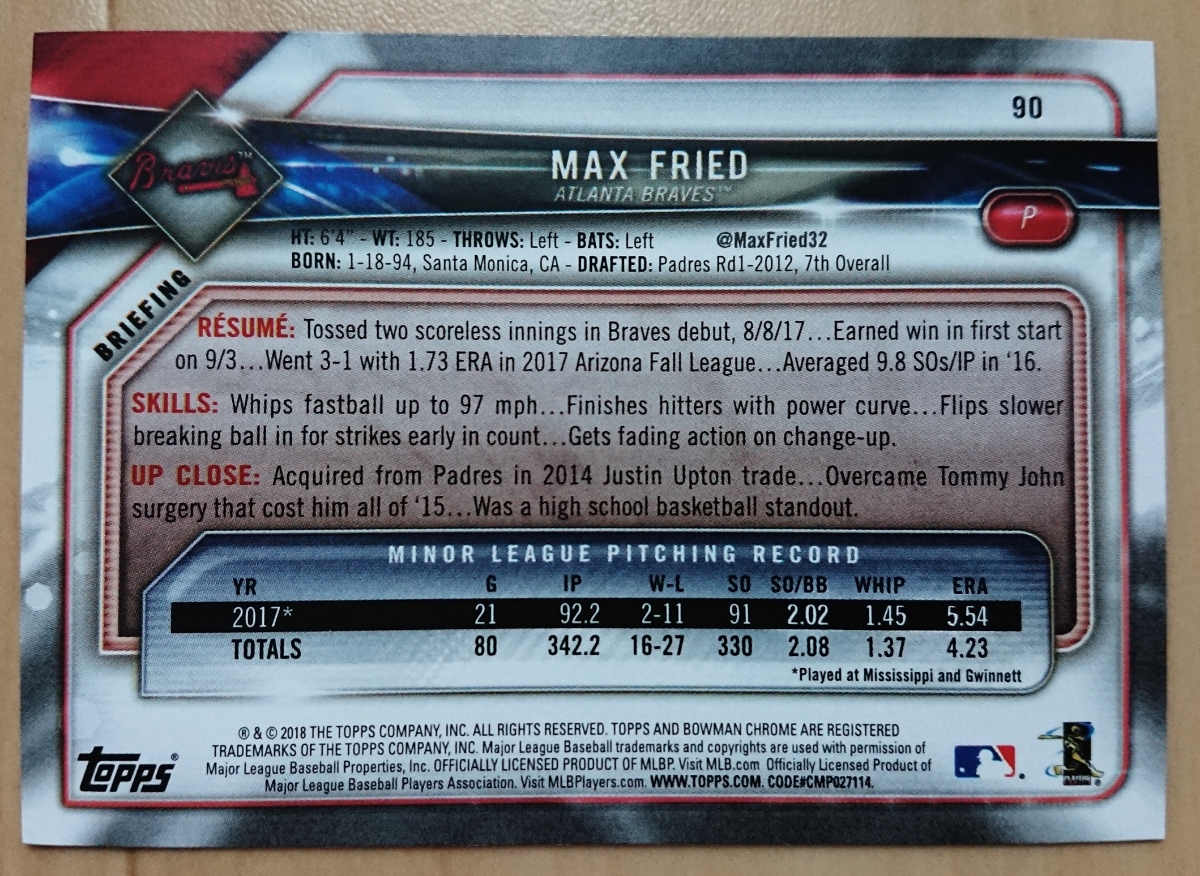 90
Braves™
MAX FRIED
ATLANTA BRAVES™
P
HT: 6'4" - WT: 185 - THROWS: Left - BATS: Left @MaxFried32
BORN: 1-18-94, Santa Monica, CA - DRAFTED: Padres Rd1-2012, 7th Overall
BRIEFING
RÉSUMÉ: Tossed two scoreless innings in Braves debut, 8/8/17...Earned win in first start
on 9/3...Went 3-1 with 1.73 ERA in 2017 Arizona Fall League...Averaged 9.8 SOs/IP in '16.
SKILLS: Whips fastball up to 97 mph...Finishes hitters with power curve...Flips slower
breaking ball in for strikes early in count...Gets fading action on change-up.
UP CLOSE: Acquired from Padres in 2014 Justin Upton trade...Overcame Tommy John
surgery that cost him all of '15...Was a high school basketball standout.
MINOR LEAGUE PITCHING RECORD
YR G IP W-L SO SO/BB WHIP ERA
2017* 21 92.2 2-11 91 2.02 1.45 5.54
TOTALS 80 342.2 16-27 330 2.08 1.37 4.23
*Played at Mississippi and Gwinnett
® & © 2018 THE TOPPS COMPANY, INC. ALL RIGHTS RESERVED. TOPPS AND BOWMAN CHROME ARE REGISTERED
TRADEMARKS OF THE TOPPS COMPANY, INC. Major League Baseball trademarks and copyrights are used with permission of
Major League Baseball Properties, Inc. OFFICIALLY LICENSED PRODUCT OF MLBP. Visit MLB.com Officially Licensed Product of
Major League Baseball Players Association. Visit MLBPlayers.com. WWW.TOPPS.COM. CODE#CMP027114.
Topps®
PLAYERS